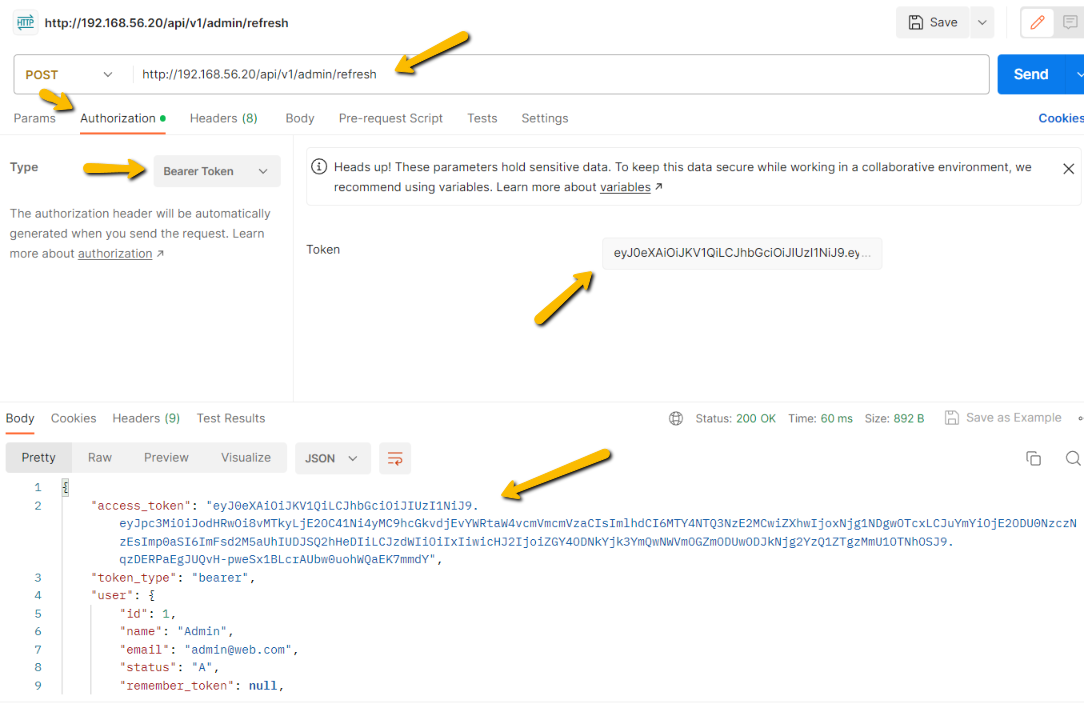 HTTP http://192.168.56.20/api/v1/admin/refresh Save
POST http://192.168.56.20/api/v1/admin/refresh Send
Params Authorization Headers (8) Body Pre-request Script Tests Settings Cookies
Type Bearer Token
Heads up! These parameters hold sensitive data. To keep this data secure while working in a collaborative environment, we
recommend using variables. Learn more about variables ↗
The authorization header will be automatically
generated when you send the request. Learn
more about authorization ↗
Token eyJ0eXAiOiJKV1QiLCJhbGciOiJIUzI1NiJ9.ey...
Body Cookies Headers (9) Test Results Status: 200 OK Time: 60 ms Size: 892 B Save as Example
Pretty Raw Preview Visualize JSON
1 {
2 "access_token": "eyJ0eXAiOiJKV1QiLCJhbGciOiJIUzI1NiJ9.
eyJpc3MiOiJodHRwOi8vMTkyLjE2OC41Ni4yMC9hcGkvdjEvYWRtaW4vcmVmcmVzaCIsImlhdCI6MTY4NTQ3NzE2MCwiZXhwIjoxNjg1NDgwOTcxLCJuYmYiOjE2ODU0NzczN
zEsImp0aSI6ImFsd2M5aUhIUDJSQ2hHeDIiLCJzdWIiOiIxIiwicHJ2IjoiZGY4ODNkYjk3YmQwNWVmOGZmODUwODJkNjg2YzQ1ZTgzMmU1OTNhOSJ9.
qzDERPaEgJUQvH-pweSx1BLcrAUbw0uohWQaEK7mmdY",
3 "token_type": "bearer",
4 "user": {
5 "id": 1,
6 "name": "Admin",
7 "email": "admin@web.com",
8 "status": "A",
9 "remember_token": null,